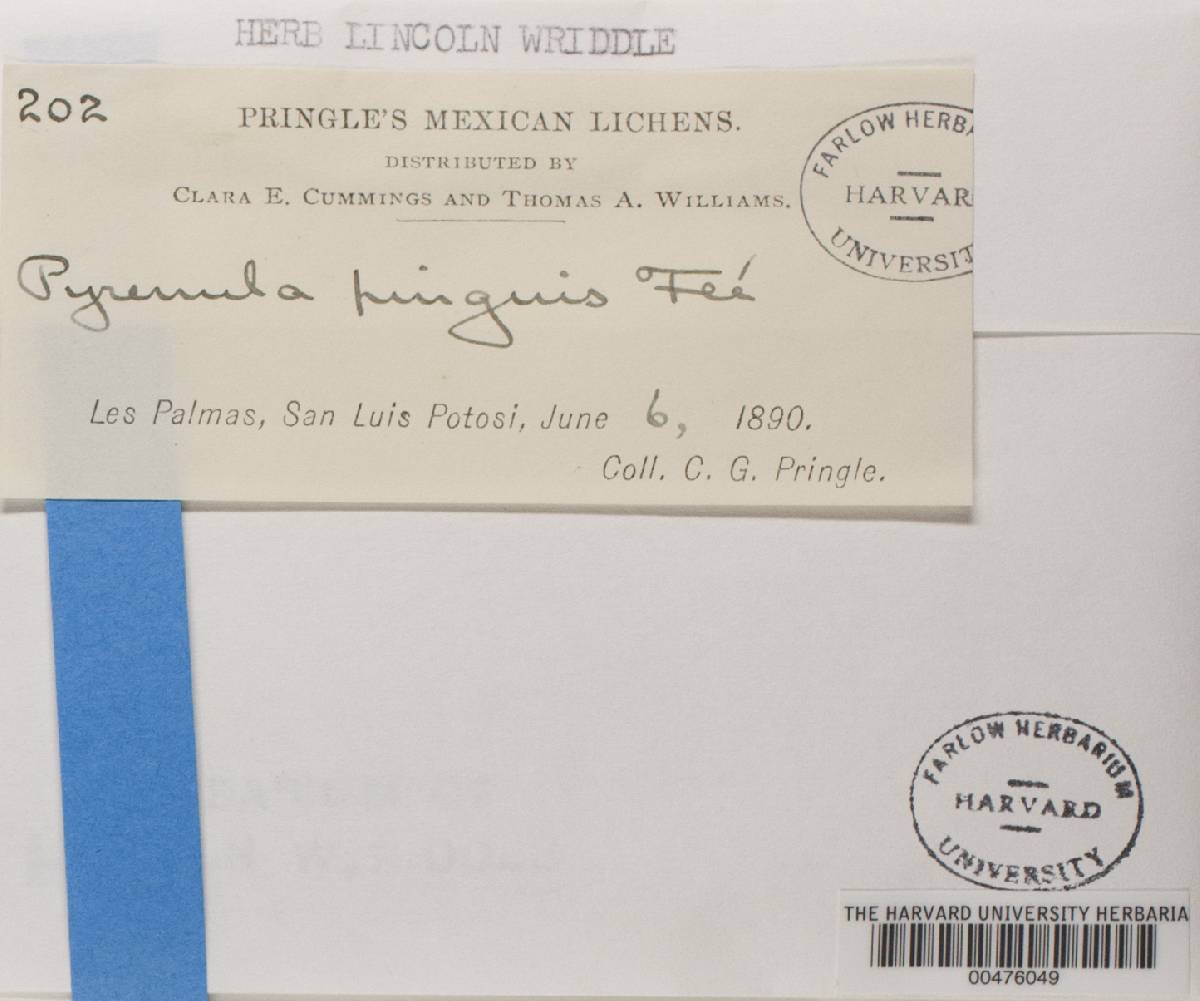 HERB LINCOLN WRIDDLE
202
PRINGLE'S MEXICAN LICHENS.
DISTRIBUTED BY
CLARA E. CUMMINGS AND THOMAS A. WILLIAMS.
FARLOW HERBA
HARVAR
UNIVERSIT
Pyrenula pinguis Feé
Les Palmas, San Luis Potosi, June 6, 1890.
Coll. C. G. Pringle.
FARLOW HERBARIUM
HARVARD
UNIVERSITY
THE HARVARD UNIVERSITY HERBARIA
00476049